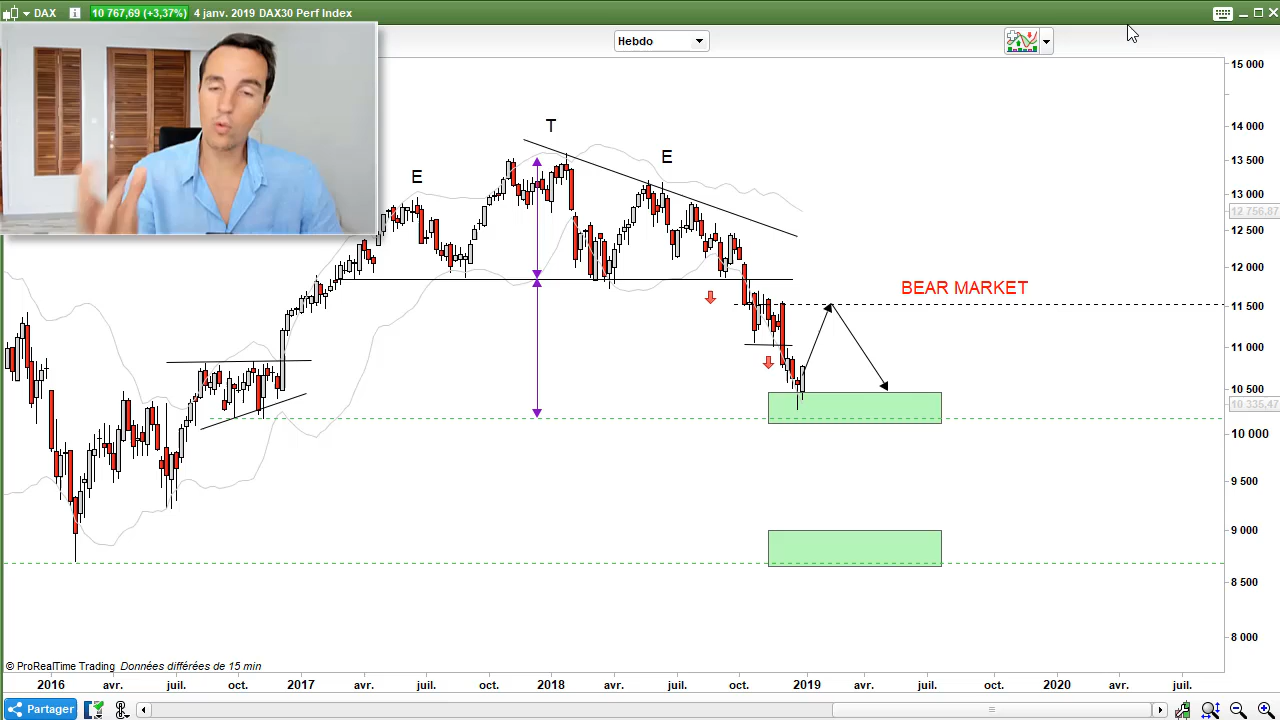 DAX
10 767,69 (+3,37%)
4 janv. 2019 DAX30 Perf Index
Hebdo
15 000
14 000
13 500
13 000
12 756,87
12 500
12 000
11 500
11 000
10 500
10 335,47
10 000
9 500
9 000
8 500
8 000
T
E
E
BEAR MARKET
© ProRealTime Trading Données différées de 15 min
2016 avr. juil. oct. 2017 avr. juil. oct. 2018 avr. juil. oct. 2019 avr. juil. oct. 2020 avr. juil.
Partager